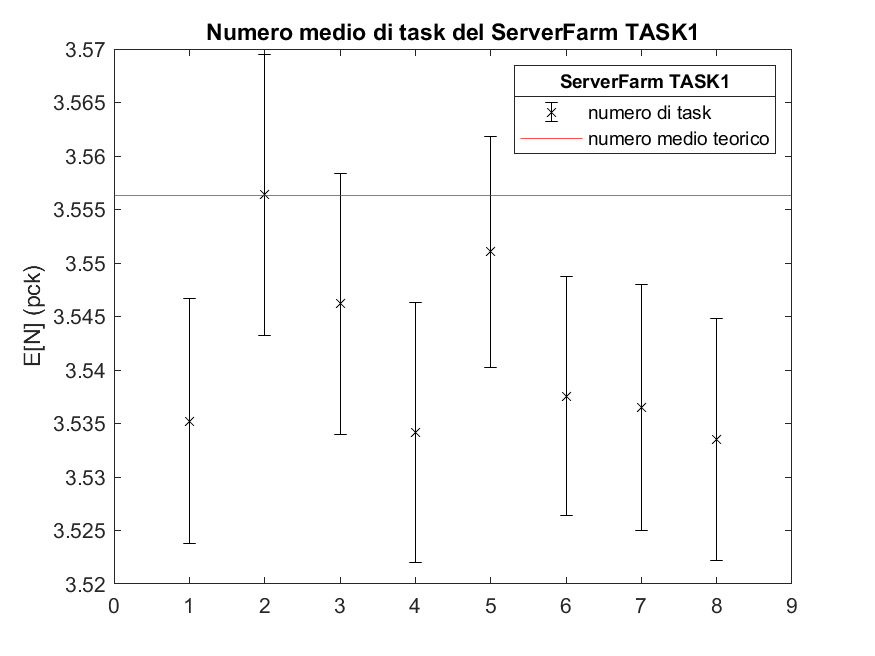 Numero medio di task del ServerFarm TASK1
ServerFarm TASK1
numero di task
numero medio teorico
E[N] (pck)
3.57
3.565
3.56
3.555
3.55
3.545
3.54
3.535
3.53
3.525
3.52
0 1 2 3 4 5 6 7 8 9